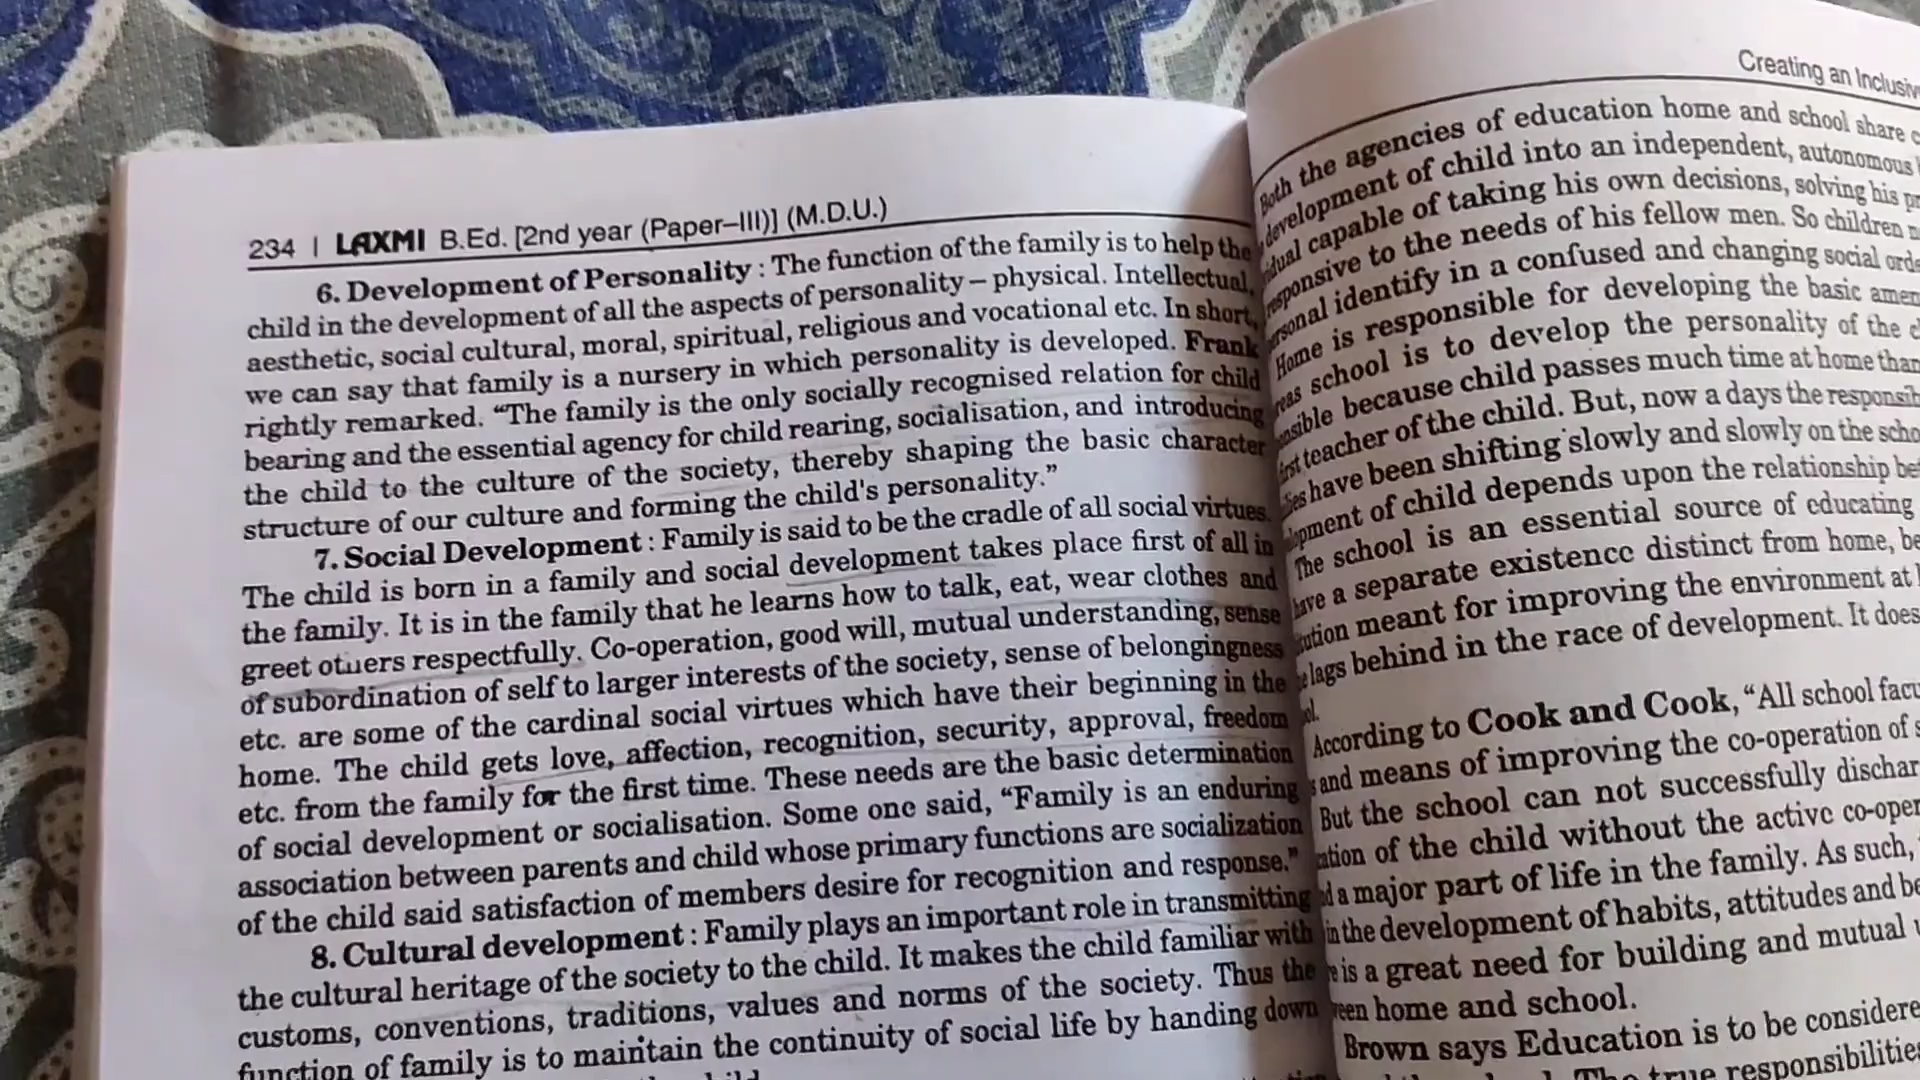 234 | LAXMI B.Ed. [2nd year (Paper–III)] (M.D.U.)
6. Development of Personality : The function of the family is to help the
child in the development of all the aspects of personality – physical. Intellectual,
aesthetic, social cultural, moral, spiritual, religious and vocational etc. In short,
we can say that family is a nursery in which personality is developed. Frank
rightly remarked. “The family is the only socially recognised relation for child
bearing and the essential agency for child rearing, socialisation, and introducing
the child to the culture of the society, thereby shaping the basic character
structure of our culture and forming the child's personality.”
7. Social Development : Family is said to be the cradle of all social virtues.
The child is born in a family and social development takes place first of all in
the family. It is in the family that he learns how to talk, eat, wear clothes and
greet others respectfully. Co-operation, good will, mutual understanding, sense
of subordination of self to larger interests of the society, sense of belongingness
etc. are some of the cardinal social virtues which have their beginning in the
home. The child gets love, affection, recognition, security, approval, freedom
etc. from the family for the first time. These needs are the basic determination
of social development or socialisation. Some one said, “Family is an enduring
association between parents and child whose primary functions are socialization
of the child said satisfaction of members desire for recognition and response.”
8. Cultural development : Family plays an important role in transmitting
the cultural heritage of the society to the child. It makes the child familiar with
customs, conventions, traditions, values and norms of the society. Thus the
function of family is to maintain the continuity of social life by handing down
Creating an
Both the agencies of education home and school share
development of child into an independent, autonomous
capable of taking his own decisions, solving his
to the needs of his fellow men. So children
identify in a confused and changing social
Home is responsible for developing the basic
school is to develop the personality of the
because child passes much time at home than
teacher of the child. But, now a days the
have been shifting slowly and slowly on the
of child depends upon the relationship
The school is an essential source of educating
have a separate existence distinct from home,
meant for improving the environment at
lags behind in the race of development. It does
According to Cook and Cook, “All school
and means of improving the co-operation of
But the school can not successfully
of the child without the active
a major part of life in the family. As such,
in the development of habits, attitudes and
is a great need for building and mutual
home and school.
Brown says Education is to be
The true responsibilities